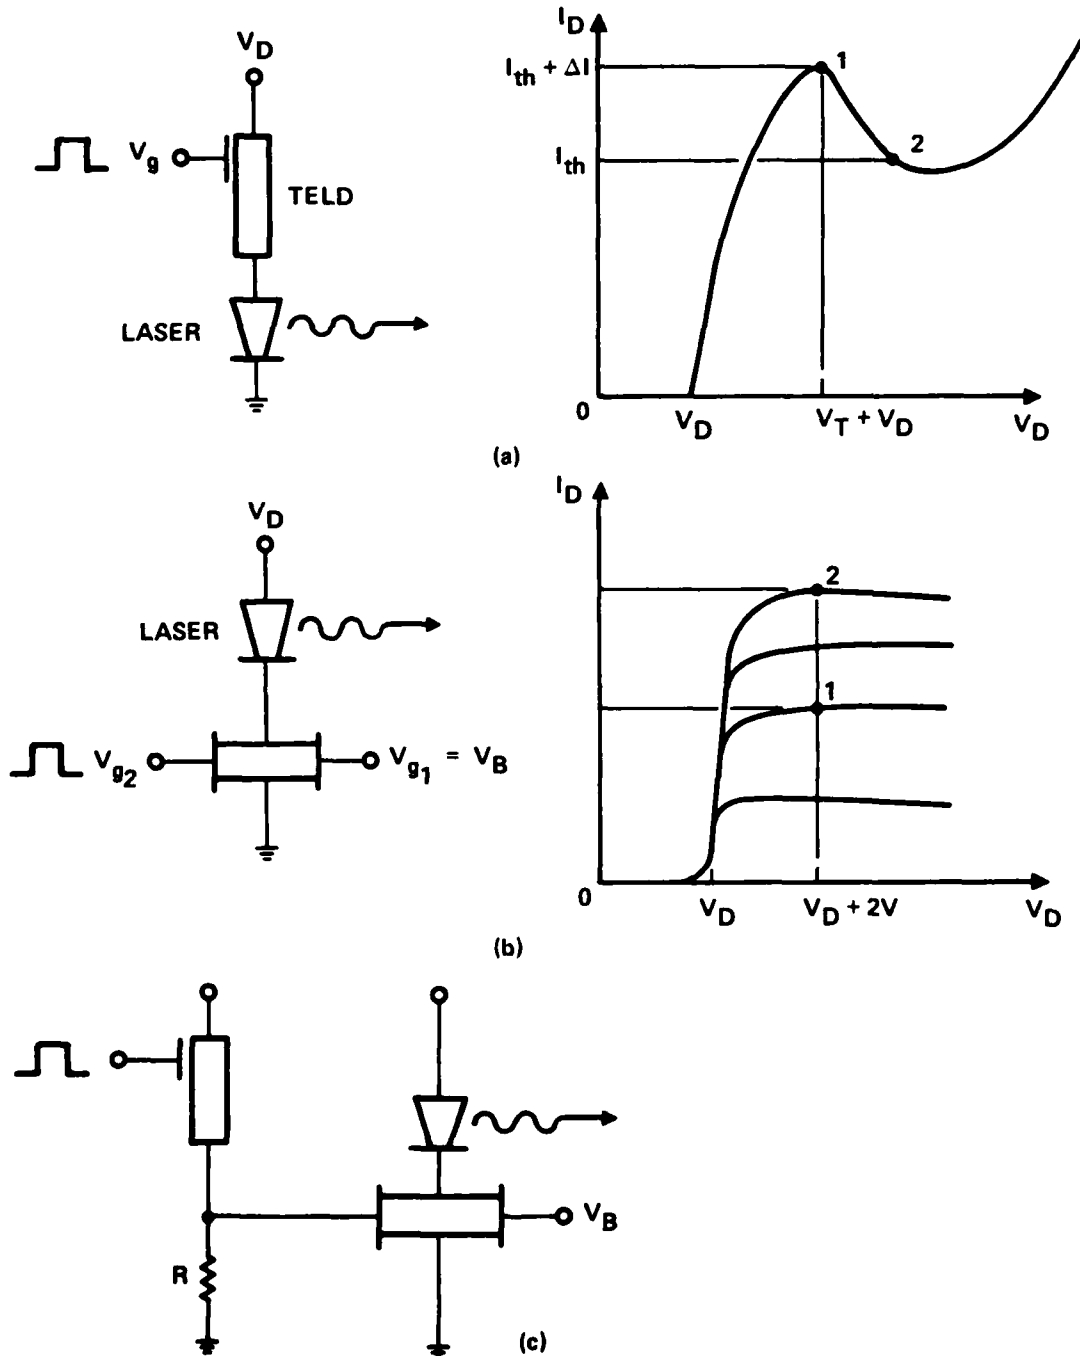 V_D
V_g
TELD
LASER
I_D
I_th + ΔI
1
2
I_th
0
V_D
V_T + V_D
V_D
(a)
V_D
LASER
V_g2
V_g1 = V_B
I_D
2
1
0
V_D
V_D + 2V
V_D
(b)
V_B
R
(c)